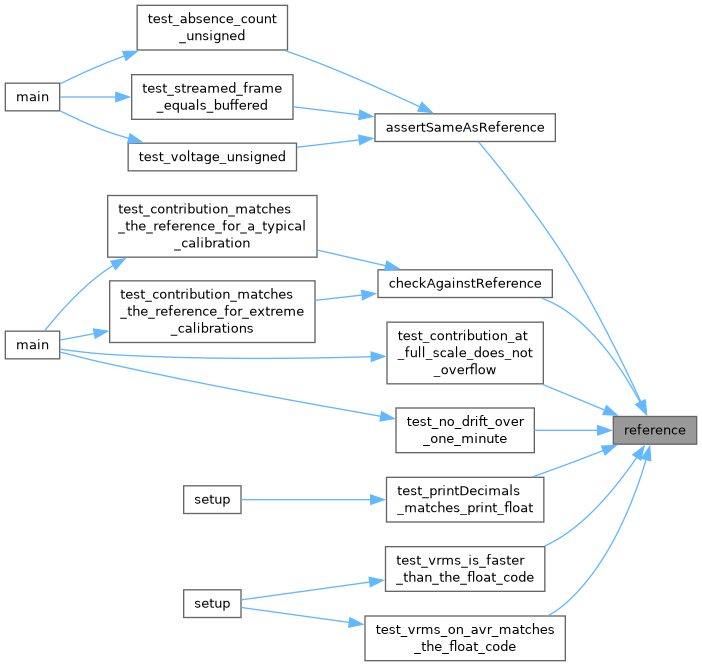 test_absence_count
_unsigned
main
test_streamed_frame
_equals_buffered
assertSameAsReference
test_voltage_unsigned
test_contribution_matches
_the_reference_for_a_typical
_calibration
checkAgainstReference
test_contribution_matches
_the_reference_for_extreme
_calibrations
main
test_contribution_at
_full_scale_does_not
_overflow
test_no_drift_over
_one_minute
reference
setup
test_printDecimals
_matches_print_float
test_vrms_is_faster
_than_the_float_code
setup
test_vrms_on_avr_matches
_the_float_code